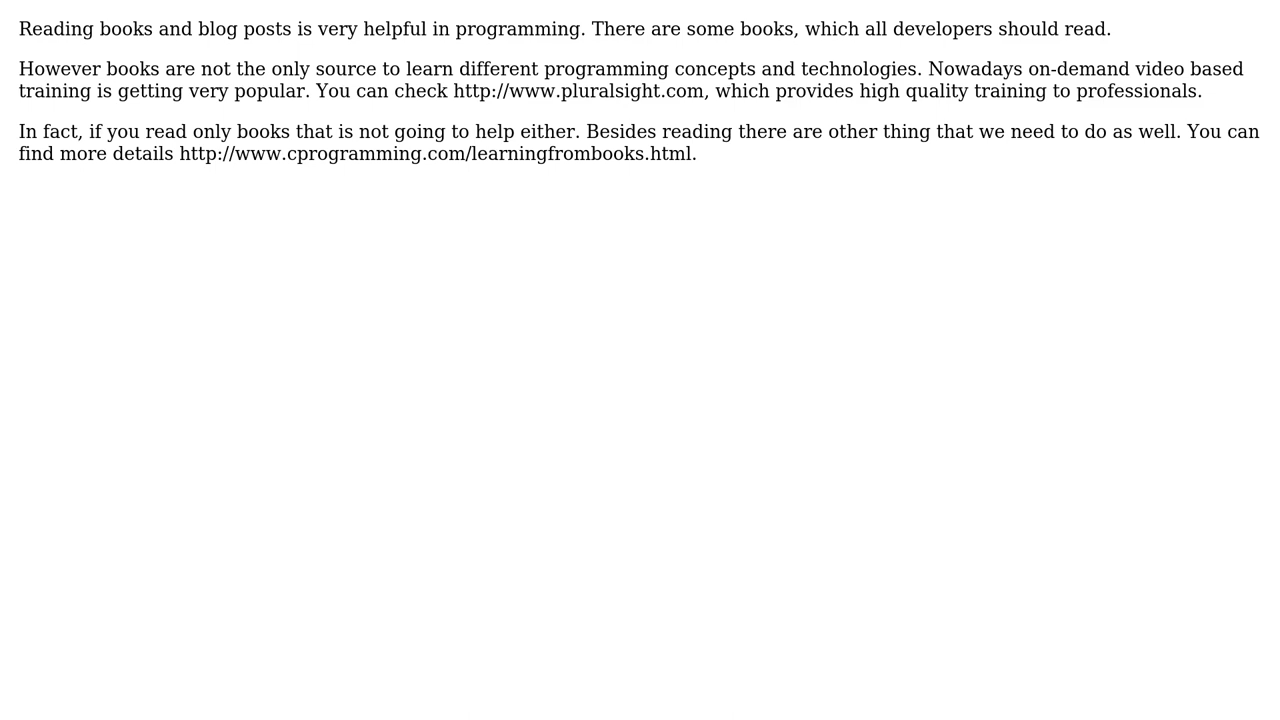 Reading books and blog posts is very helpful in programming. There are some books, which all developers should read.
However books are not the only source to learn different programming concepts and technologies. Nowadays on-demand video based
training is getting very popular. You can check http://www.pluralsight.com, which provides high quality training to professionals.
In fact, if you read only books that is not going to help either. Besides reading there are other thing that we need to do as well. You can
find more details http://www.cprogramming.com/learningfrombooks.html.